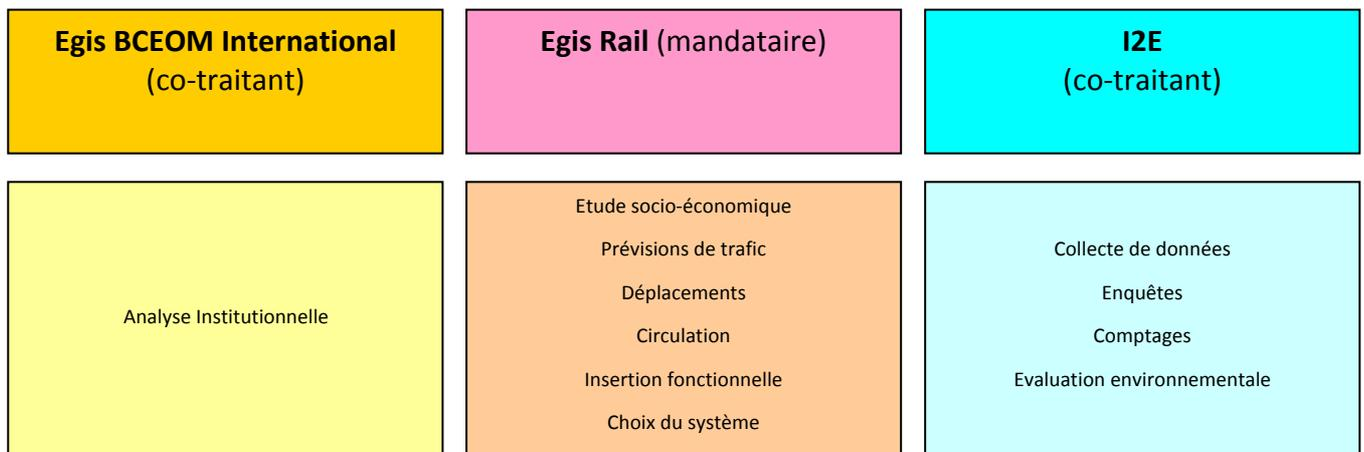 Egis BCEOM International
(co-traitant)
Egis Rail (mandataire)
I2E
(co-traitant)
Analyse Institutionnelle
Etude socio-économique
Prévisions de trafic
Déplacements
Circulation
Insertion fonctionnelle
Choix du système
Collecte de données
Enquêtes
Comptages
Evaluation environnementale